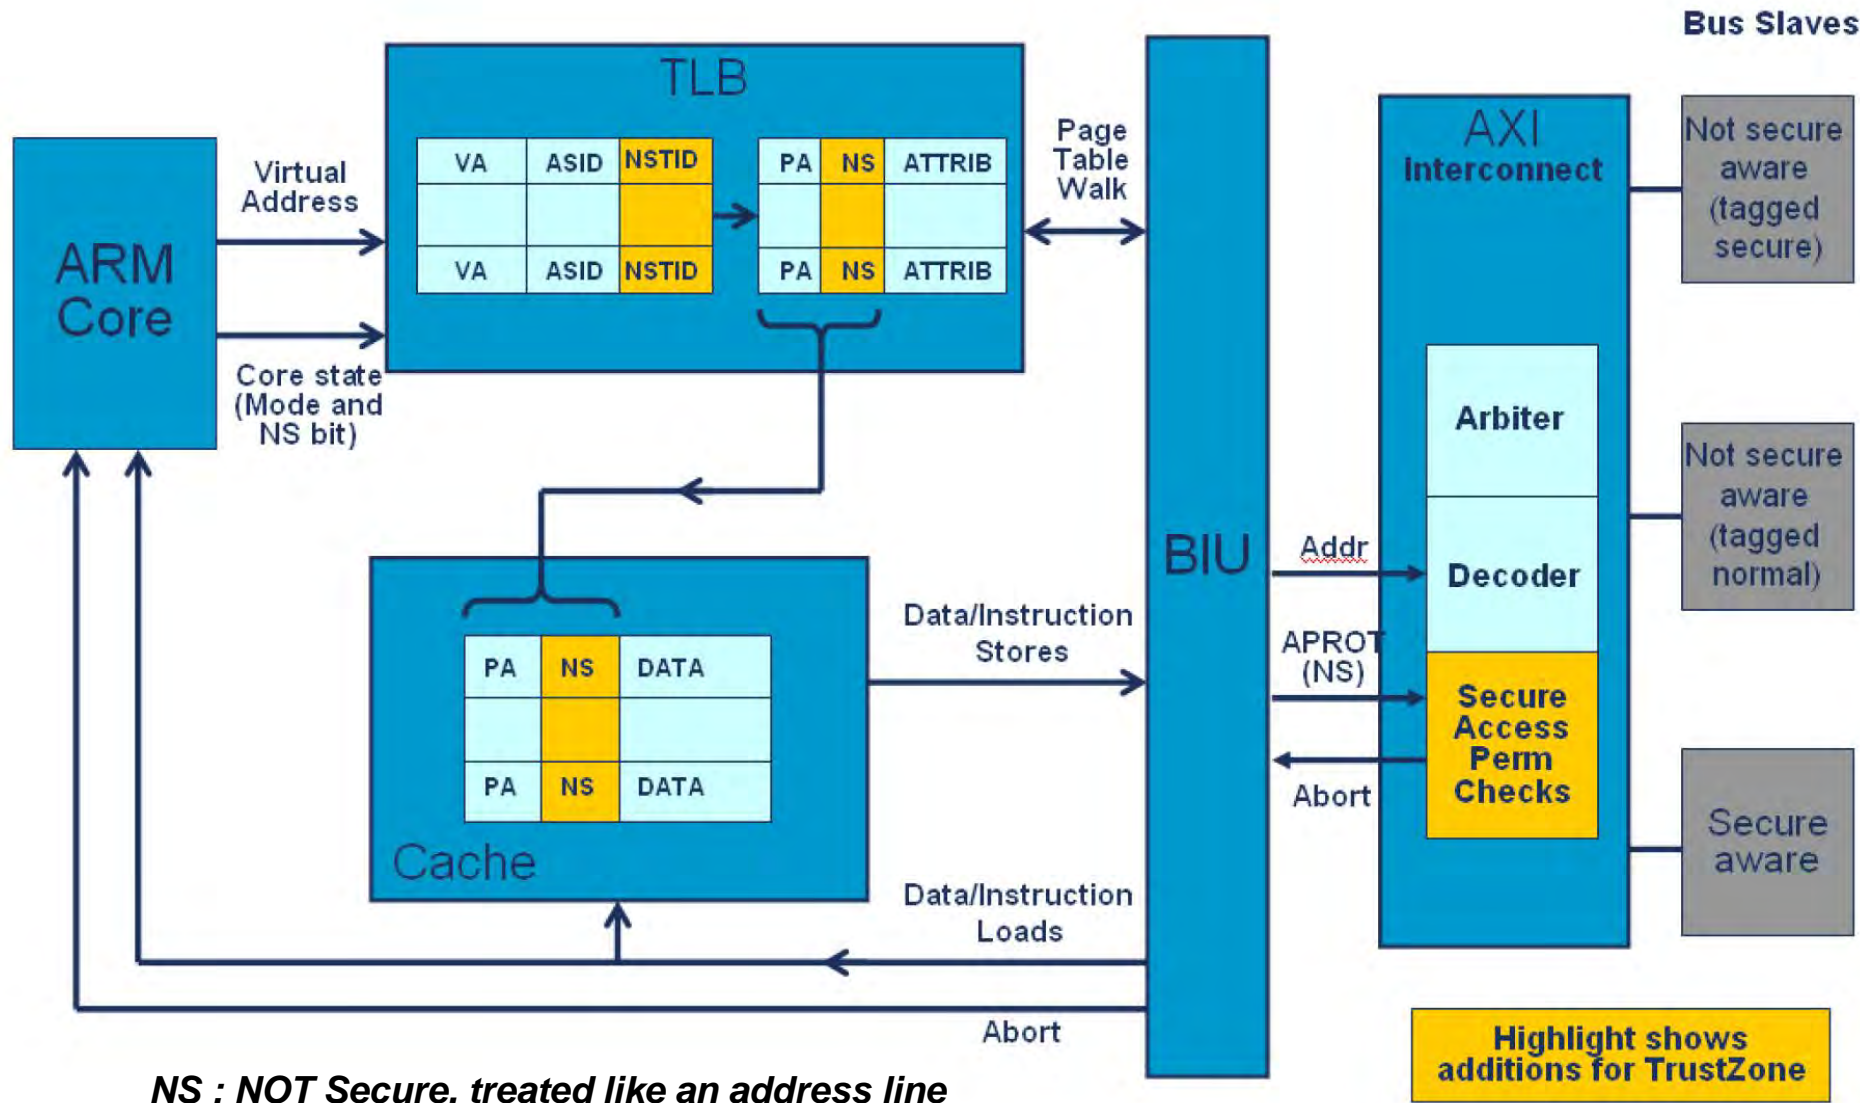 Bus Slaves
TLB
VA ASID NSTID
PA NS ATTRIB
VA ASID NSTID
PA NS ATTRIB
Virtual
Address
ARM
Core
Core state
(Mode and
NS bit)
Page
Table
Walk
BIU
AXI
Interconnect
Arbiter
Decoder
Secure
Access
Perm
Checks
Addr
APROT
(NS)
Abort
Not secure
aware
(tagged
secure)
Not secure
aware
(tagged
normal)
Secure
aware
PA NS DATA
PA NS DATA
Cache
Data/Instruction
Stores
Data/Instruction
Loads
Abort
Highlight shows
additions for TrustZone
NS : NOT Secure, treated like an address line